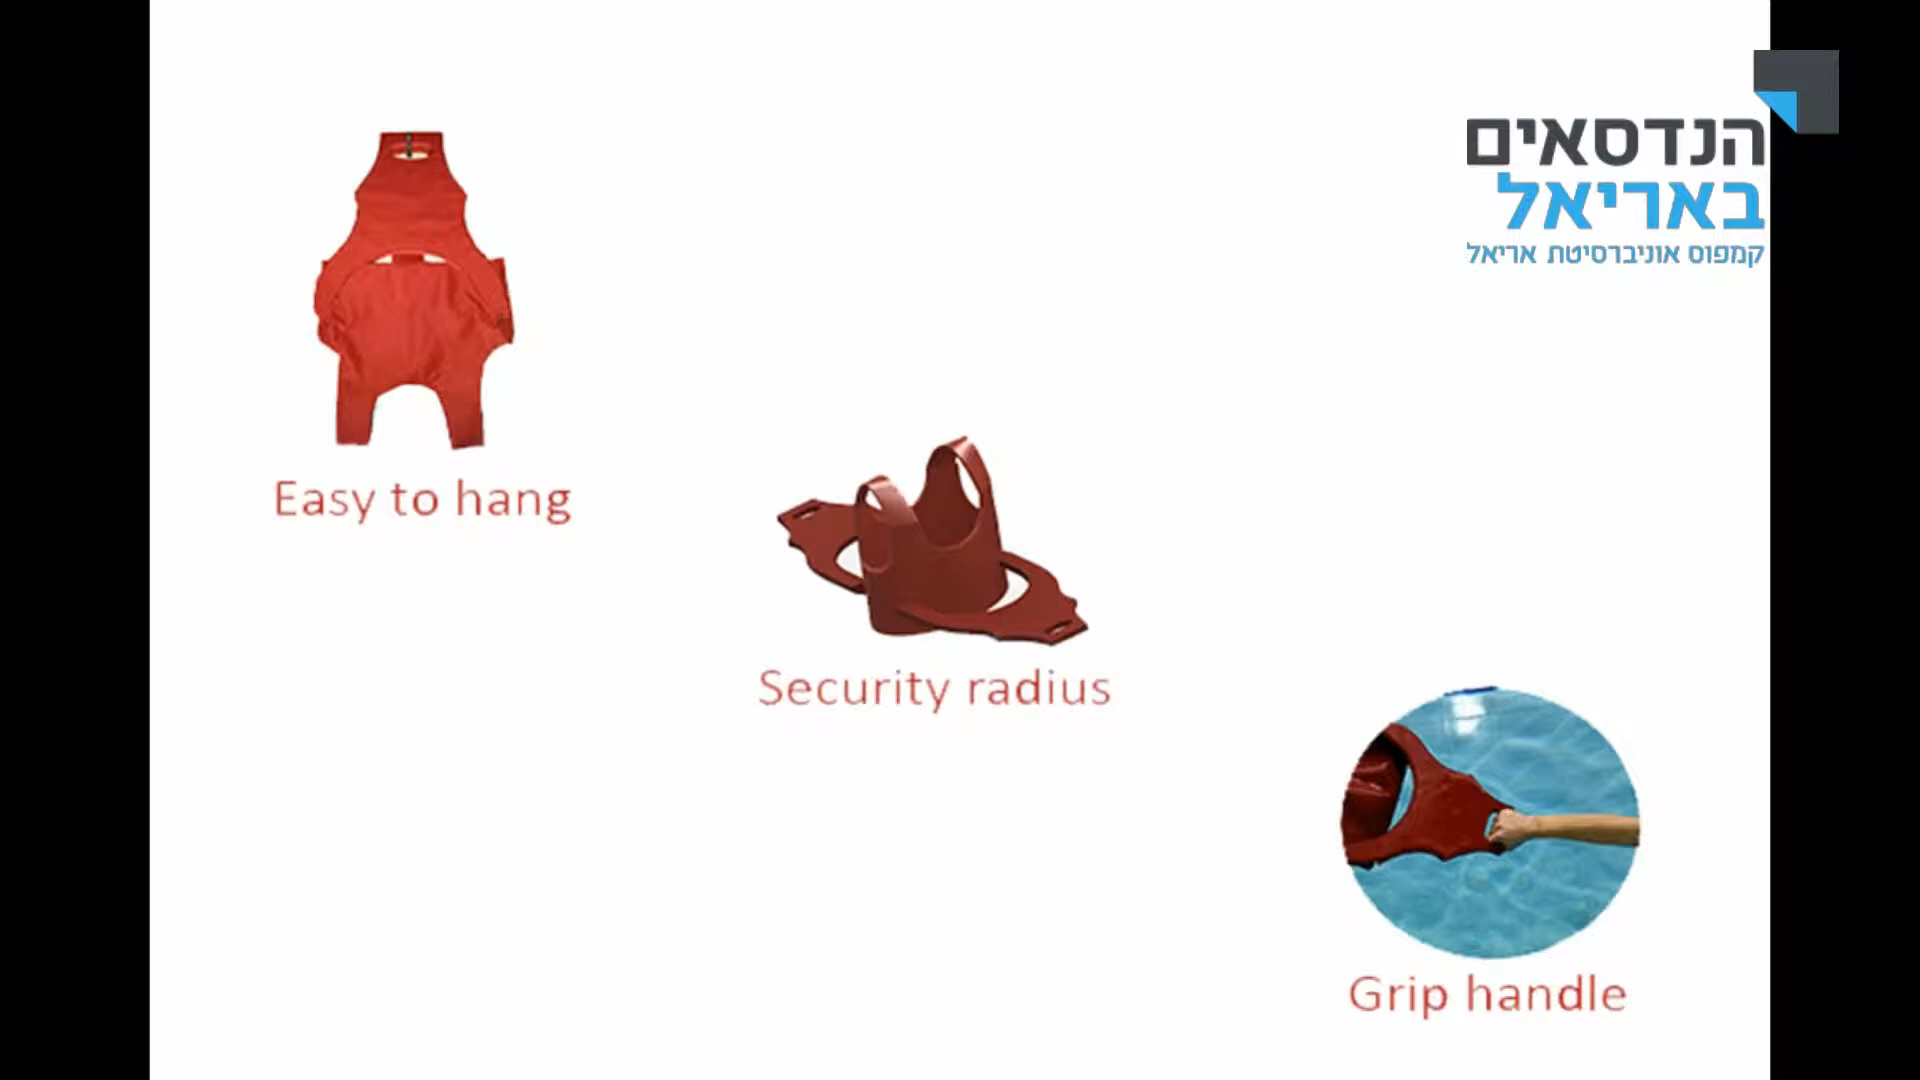 הנדסאים
באריאל
קמפוס אוניברסיטת אריאל
Easy to hang
Security radius
Grip handle